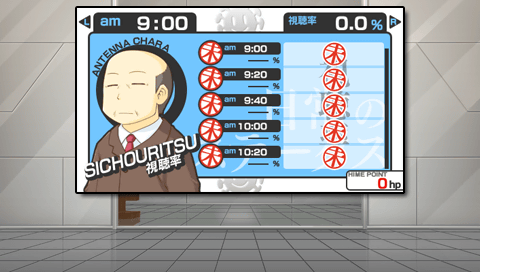 L am 9:00 視聴率 0.0 % R
ANTENNA CHARA
未 am 9:00 — % 未
未 am 9:20 — % 未
未 am 9:40 — % 未
未 am 10:00 — % 未
未 am 10:20 — % 未
SICHOURITSU
視聴率
HIME POINT
0 hp